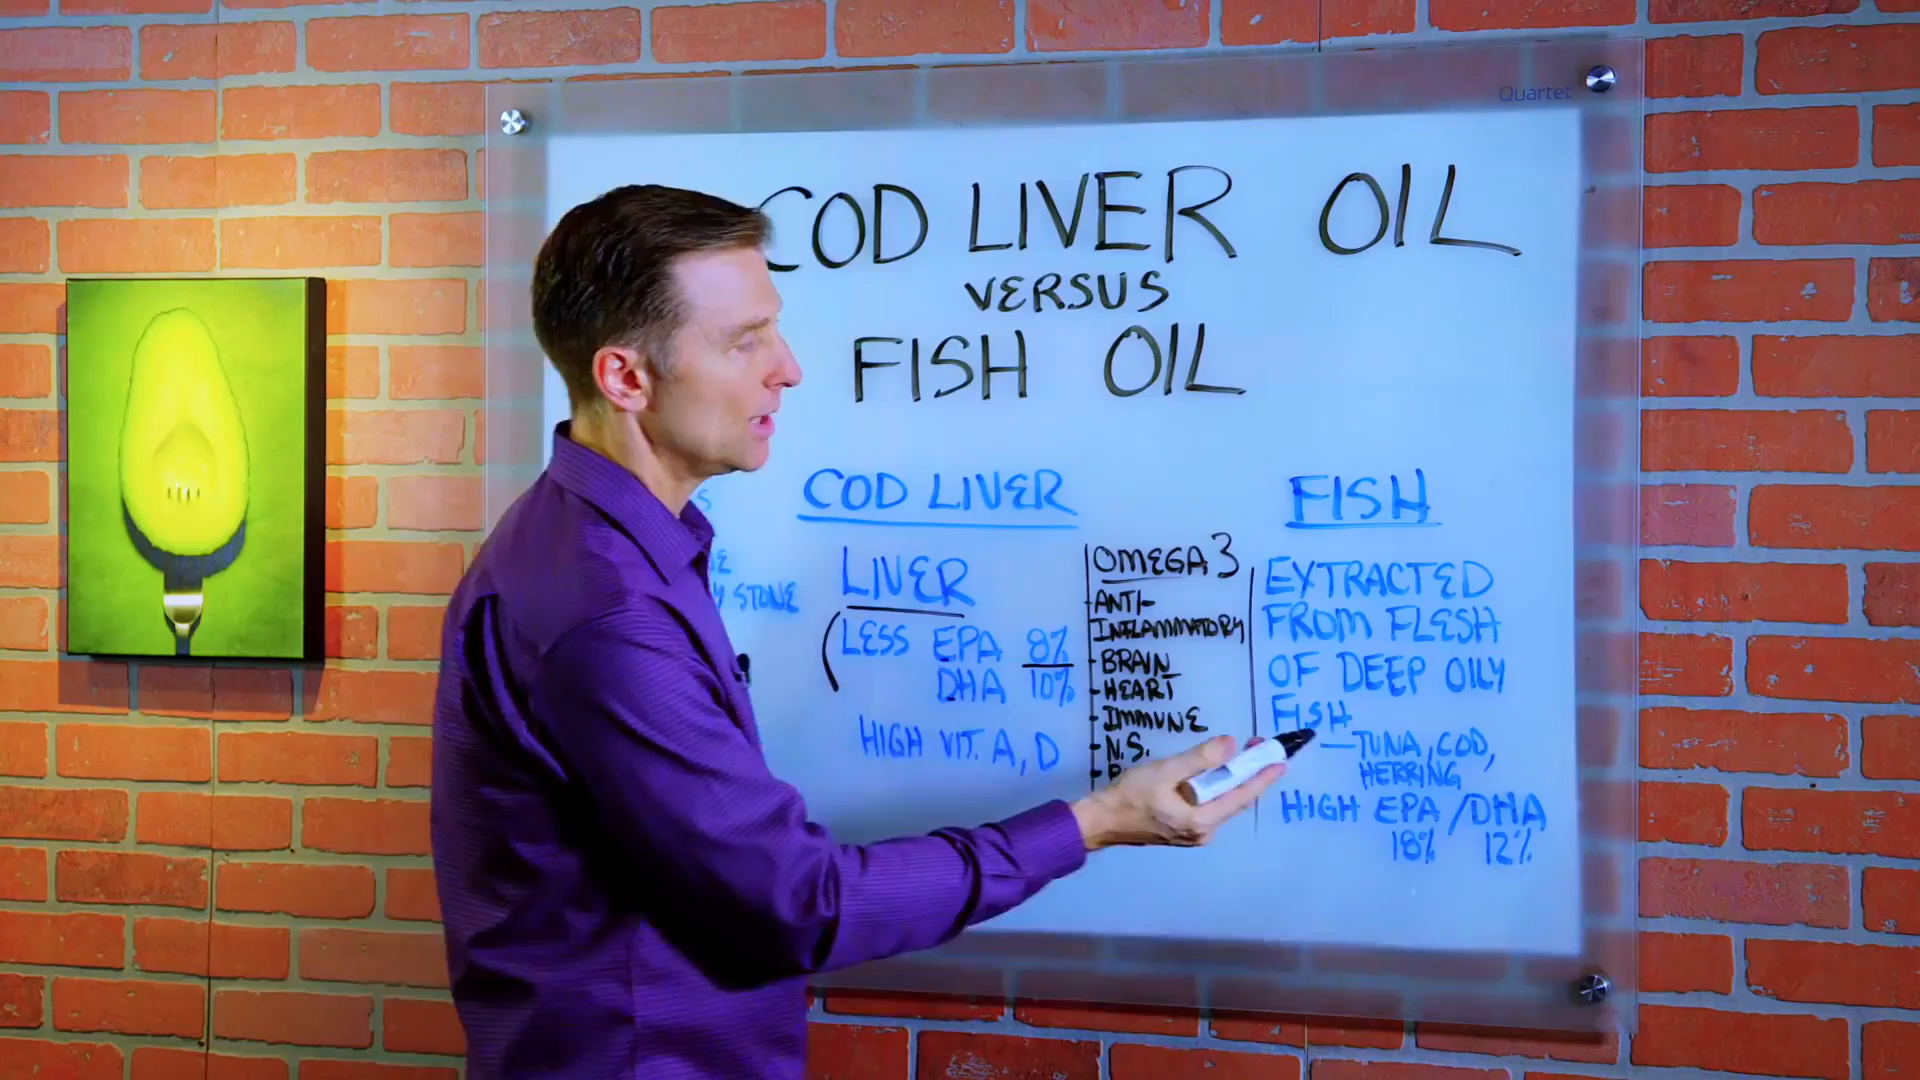 Quartet
COD LIVER OIL
VERSUS
FISH OIL
COD LIVER
LIVER
LESS EPA 8%
DHA 10%
HIGH VIT. A, D
STONE
OMEGA 3
-ANTI-
INFLAMMATORY
-BRAIN
-HEART
-IMMUNE
-N.S.
FISH
EXTRACTED
FROM FLESH
OF DEEP OILY
FISH
—TUNA, COD,
HERRING
HIGH EPA/DHA
18% 12%